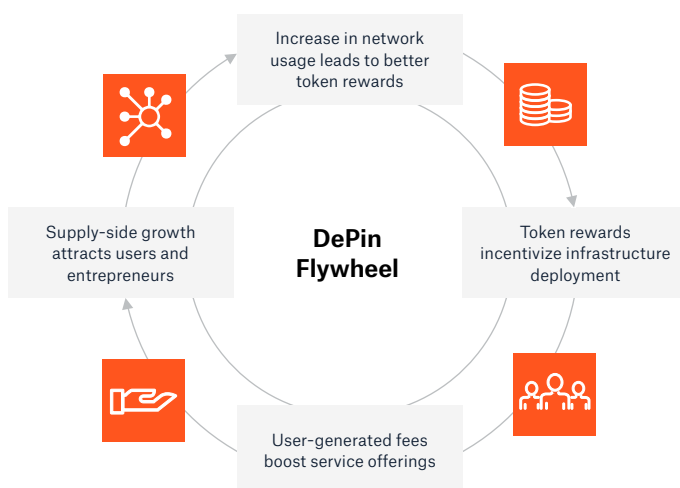 Increase in network
usage leads to better
token rewards
Supply-side growth
attracts users and
entrepreneurs
DePin
Flywheel
Token rewards
incentivize infrastructure
deployment
User-generated fees
boost service offerings